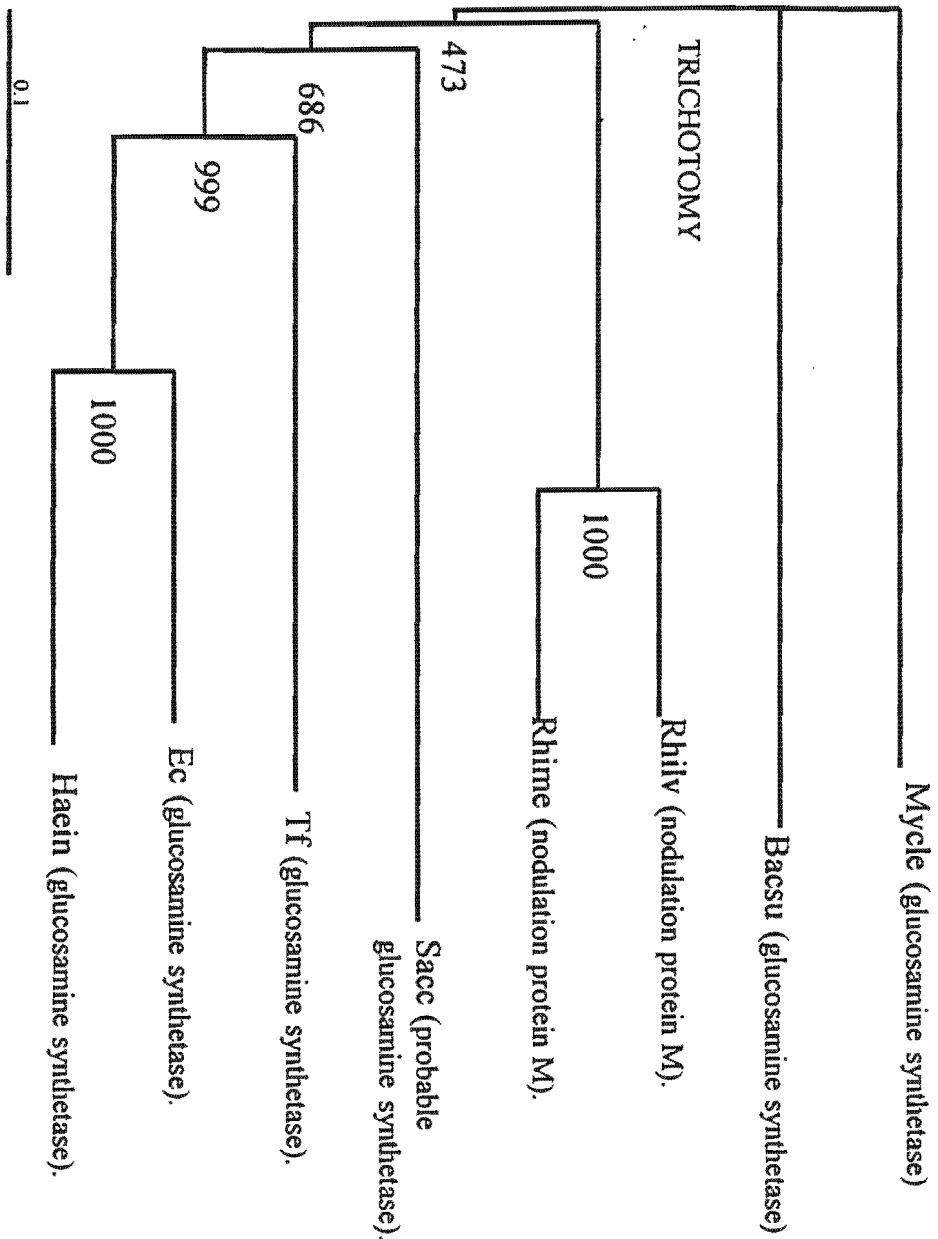 0.1
TRICHOTOMY
473
686
999
1000
1000
Mycle (glucosamine synthetase)
Bacsu (glucosamine synthetase)
Rhilv (nodulation protein M).
Rhime (nodulation protein M).
Sacc (probable
glucosamine synthetase).
Tf (glucosamine synthetase).
Ec (glucosamine synthetase).
Haein (glucosamine synthetase).